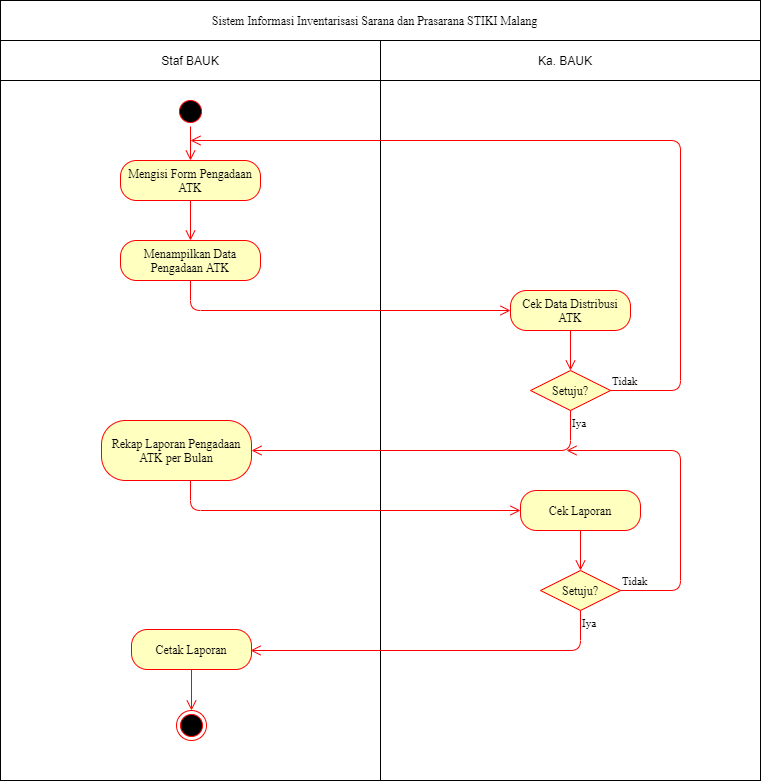 Sistem Informasi Inventarisasi Sarana dan Prasarana STIKI Malang
Staf BAUK
Ka. BAUK
Mengisi Form Pengadaan
ATK
Menampilkan Data
Pengadaan ATK
Cek Data Distribusi
ATK
Setuju?
Tidak
Iya
Rekap Laporan Pengadaan
ATK per Bulan
Cek Laporan
Setuju?
Tidak
Iya
Cetak Laporan